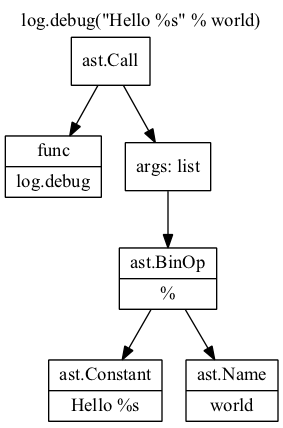 log.debug("Hello %s" % world)
ast.Call
func
log.debug
args: list
ast.BinOp
%
ast.Constant
Hello %s
ast.Name
world